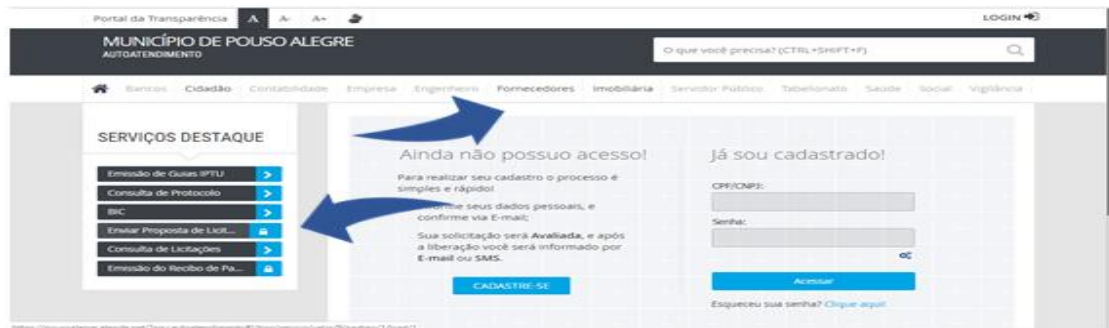 Portal da Transparência A A- A+
LOGIN
MUNICÍPIO DE POUSO ALEGRE
AUTOATENDIMENTO
O que você precisa? (CTRL+SHIFT+F)
Bancos Cidadão Contabilidade Empresa Engenheiro Fornecedores Imobiliária Servidor Público Tabelionato Saúde Social Vigilância
SERVIÇOS DESTAQUE
Emissão de Guias IPTU
Consulta de Protocolo
BIC
Enviar Proposta de Licit...
Consulta de Licitações
Emissão do Recibo de Pa...
Ainda não possuo acesso!
Para realizar seu cadastro o processo é
simples e rápido!
seus dados pessoais, e
confirme via E-mail;
Sua solicitação será Avaliada, e após
a liberação você será informado por
E-mail ou SMS.
CADASTRE-SE
Já sou cadastrado!
CPF/CNPJ:
Senha:
Acessar
Esqueceu sua senha? Clique aqui!